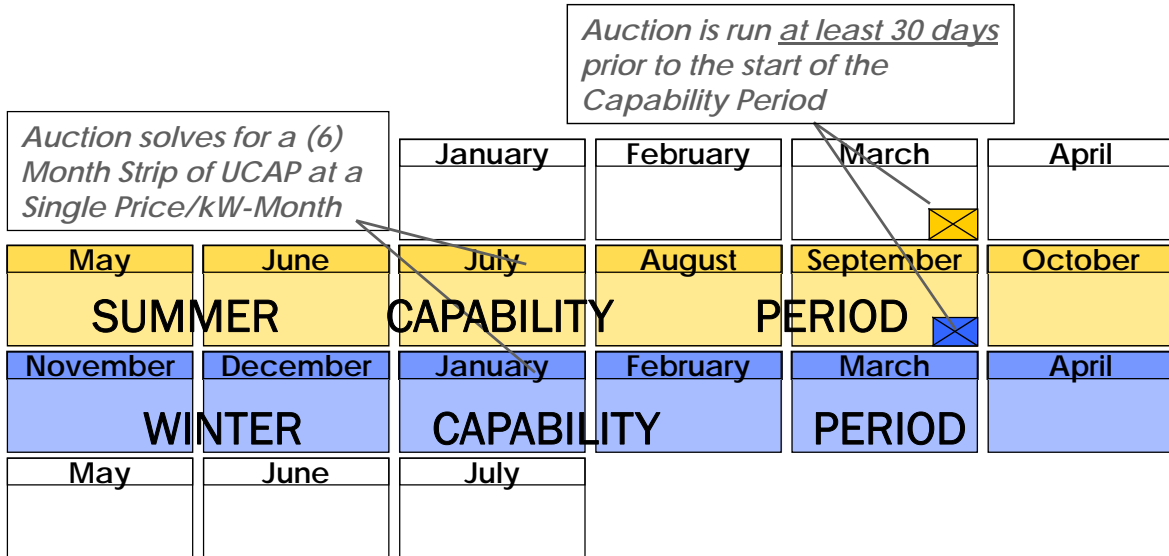 Auction is run at least 30 days
prior to the start of the
Capability Period
Auction solves for a (6)
Month Strip of UCAP at a
Single Price/kW-Month
January February March April
May June July August September October
SUMMER CAPABILITY PERIOD
November December January February March April
WINTER CAPABILITY PERIOD
May June July